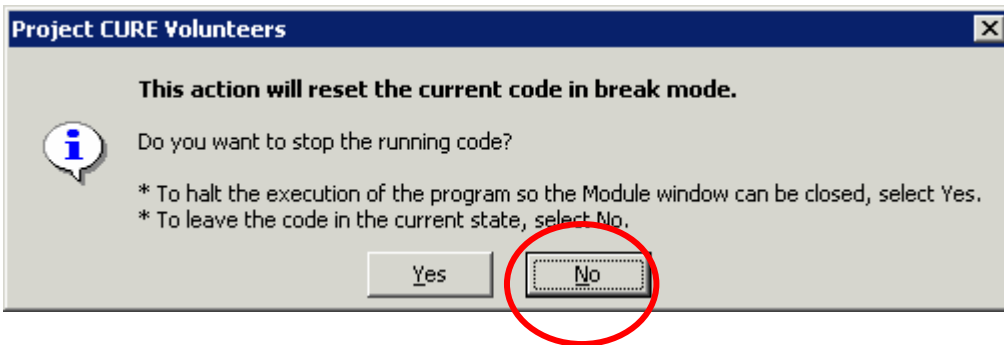 Project CURE Volunteers
This action will reset the current code in break mode.
Do you want to stop the running code?
* To halt the execution of the program so the Module window can be closed, select Yes.
* To leave the code in the current state, select No.
Yes
No